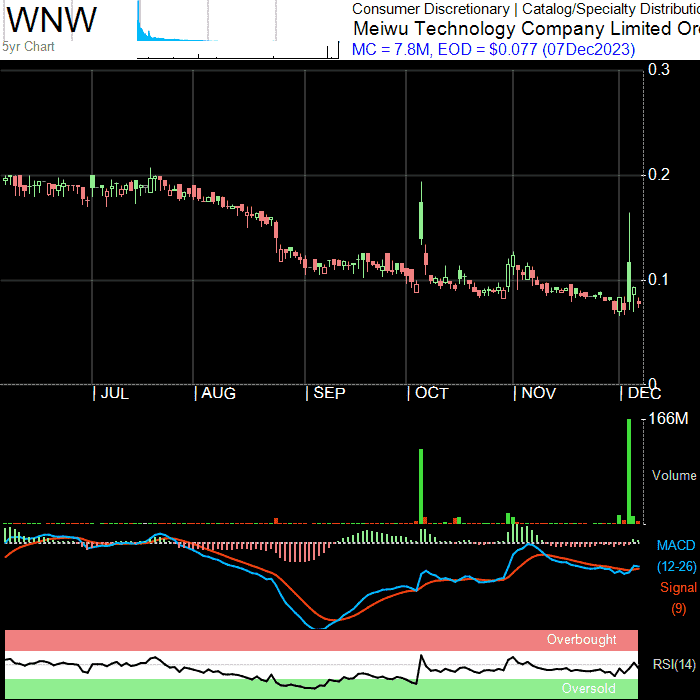 WNW
5yr Chart
Consumer Discretionary | Catalog/Specialty Distributio
Meiwu Technology Company Limited Ord
MC = 7.8M, EOD = $0.077 (07Dec2023)
0.3
0.2
0.1
0
| JUL | AUG | SEP | OCT | NOV | DEC
166M
Volume
MACD
(12-26)
Signal
(9)
Overbought
RSI(14)
Oversold